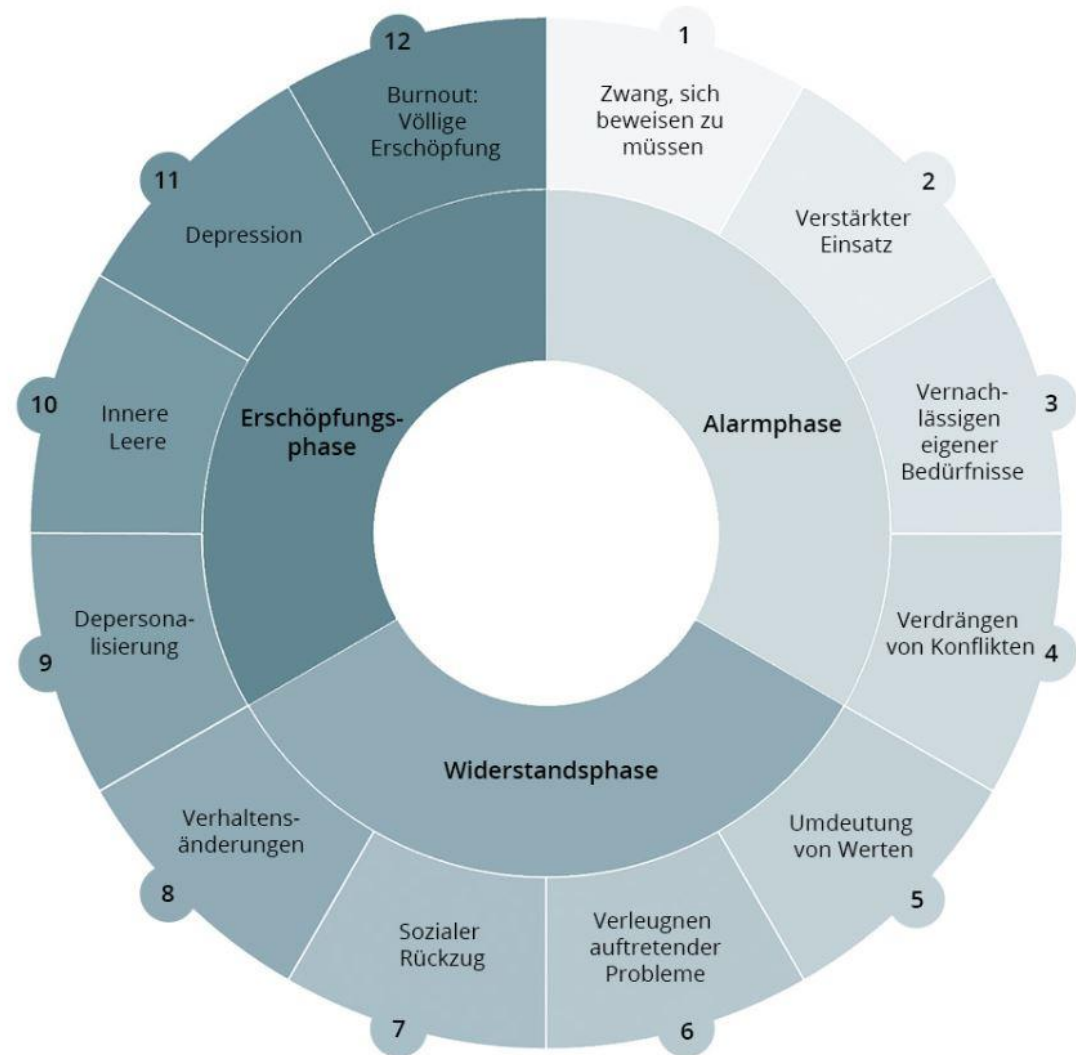 1
Zwang, sich
beweisen zu
müssen
2
Verstärkter
Einsatz
3
Vernach-
lässigen
eigener
Bedürfnisse
4
Verdrängen
von Konflikten
5
Umdeutung
von Werten
6
Verleugnen
auftretender
Probleme
7
Sozialer
Rückzug
8
Verhaltens-
änderungen
9
Depersona-
lisierung
10
Innere
Leere
11
Depression
12
Burnout:
Völlige
Erschöpfung
Alarmphase
Widerstandsphase
Erschöpfungs-
phase